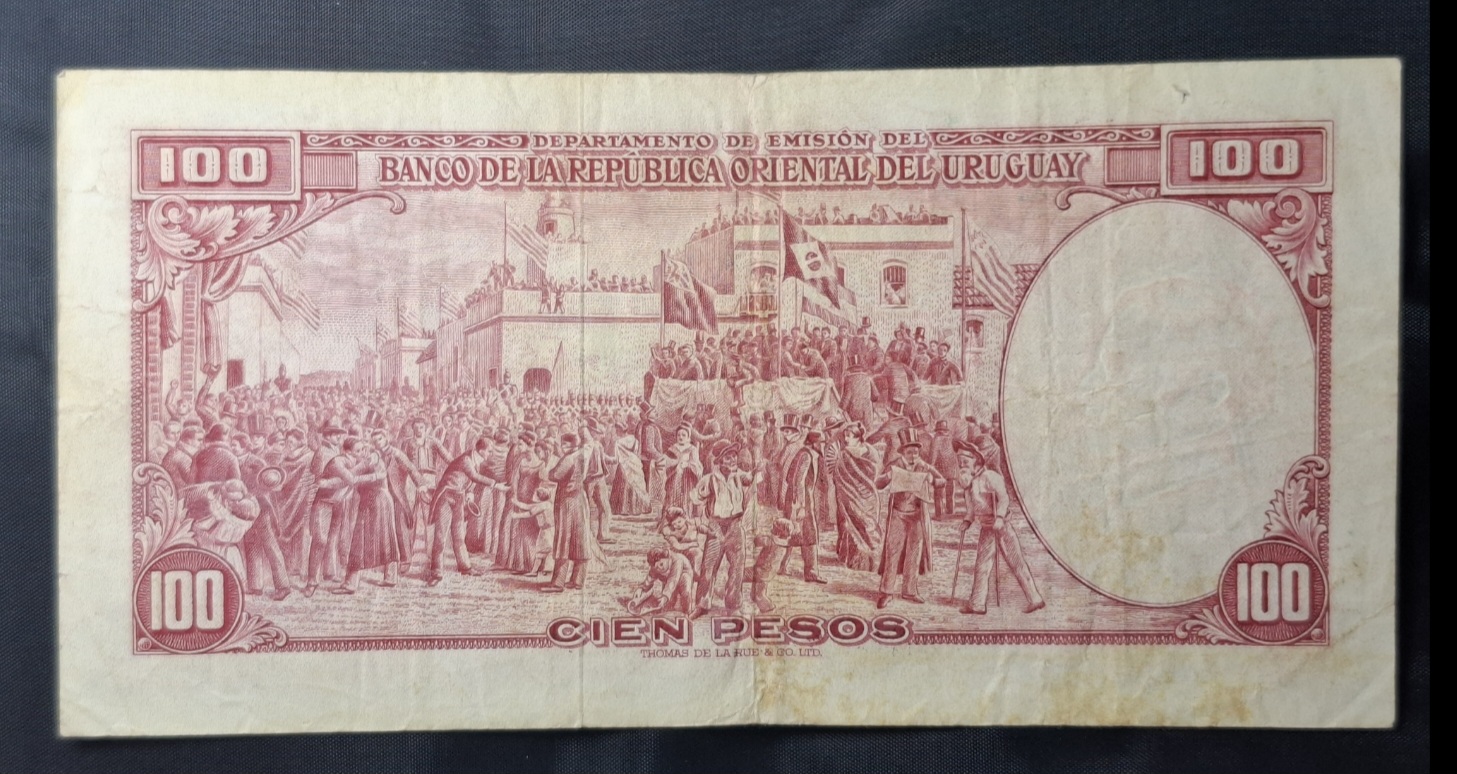 100
DEPARTAMENTO DE EMISIÓN DEL
100
BANCO DE LA REPÚBLICA ORIENTAL DEL URUGUAY
100
CIEN PESOS
100
THOMAS DE LA RUE & CO. LTD.